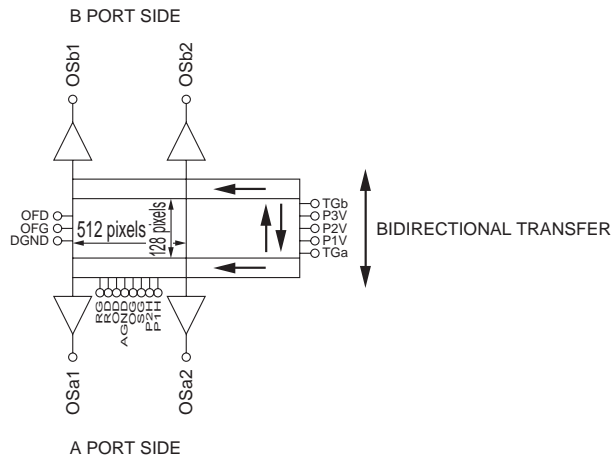 B PORT SIDE
OSb1
OSb2
OFD
OFG
DGND
512 pixels
128 pixels
TGb
P3V
P2V
P1V
TGa
BIDIRECTIONAL TRANSFER
RG
RD
OD
AGND
OG
SG
P2H
P1H
OSa1
OSa2
A PORT SIDE